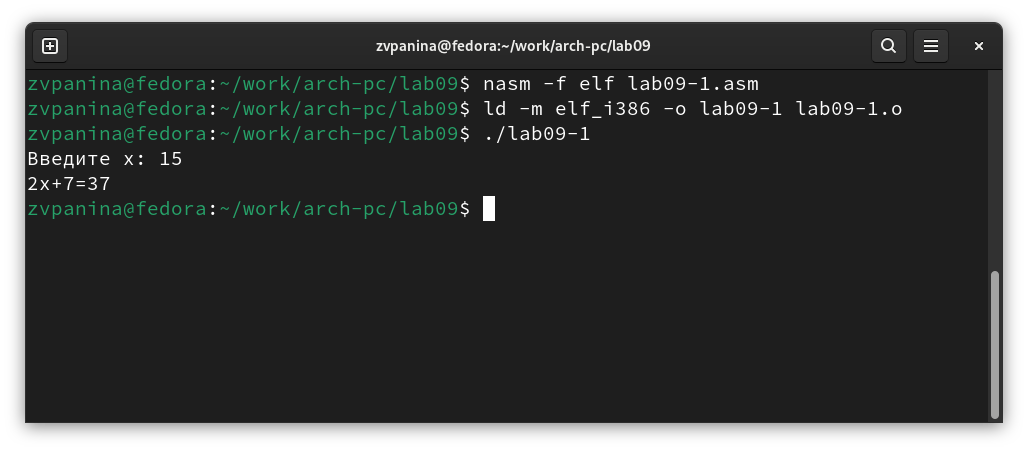 zvpanina@fedora:~/work/arch-pc/lab09
zvpanina@fedora:~/work/arch-pc/lab09$ nasm -f elf lab09-1.asm
zvpanina@fedora:~/work/arch-pc/lab09$ ld -m elf_i386 -o lab09-1 lab09-1.o
zvpanina@fedora:~/work/arch-pc/lab09$ ./lab09-1
Введите x: 15
2x+7=37
zvpanina@fedora:~/work/arch-pc/lab09$